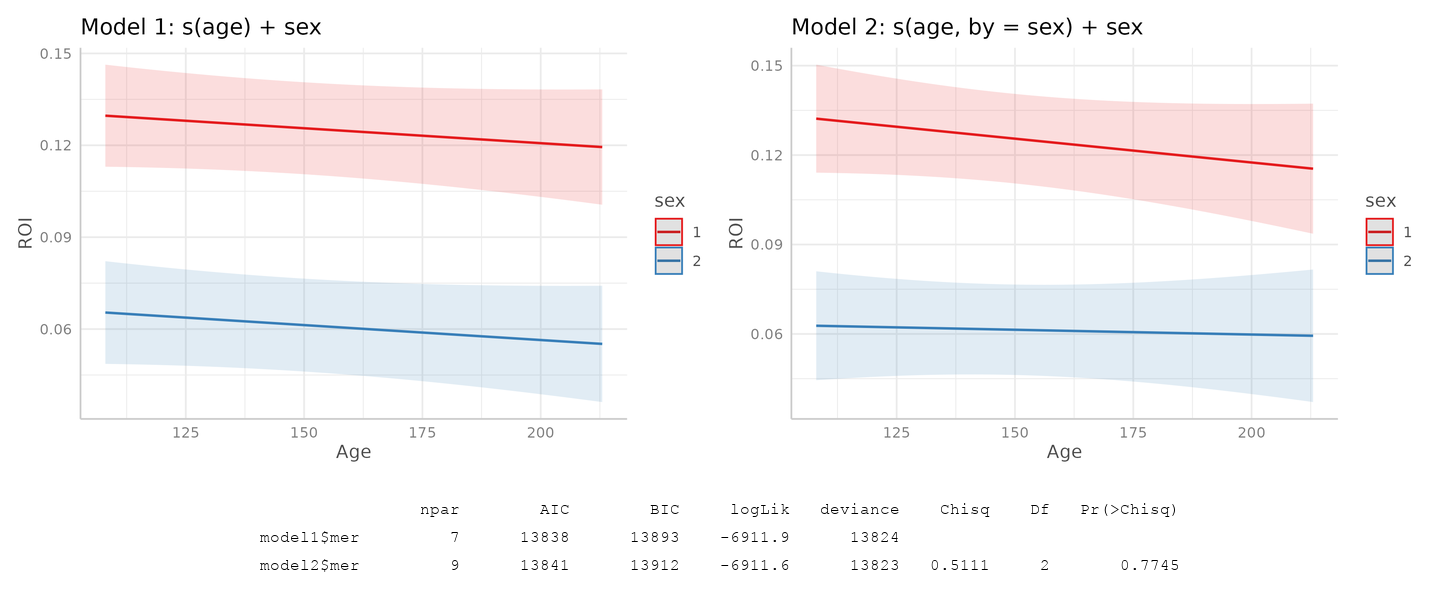 Model 1: s(age) + sex
0.15
0.12
0.09
0.06
ROI
125 150 175 200
Age
sex
1
2
Model 2: s(age, by = sex) + sex
0.15
0.12
0.09
0.06
ROI
125 150 175 200
Age
sex
1
2
npar AIC BIC logLik deviance Chisq Df Pr(>Chisq)
model1$mer 7 13838 13893 -6911.9 13824
model2$mer 9 13841 13912 -6911.6 13823 0.5111 2 0.7745